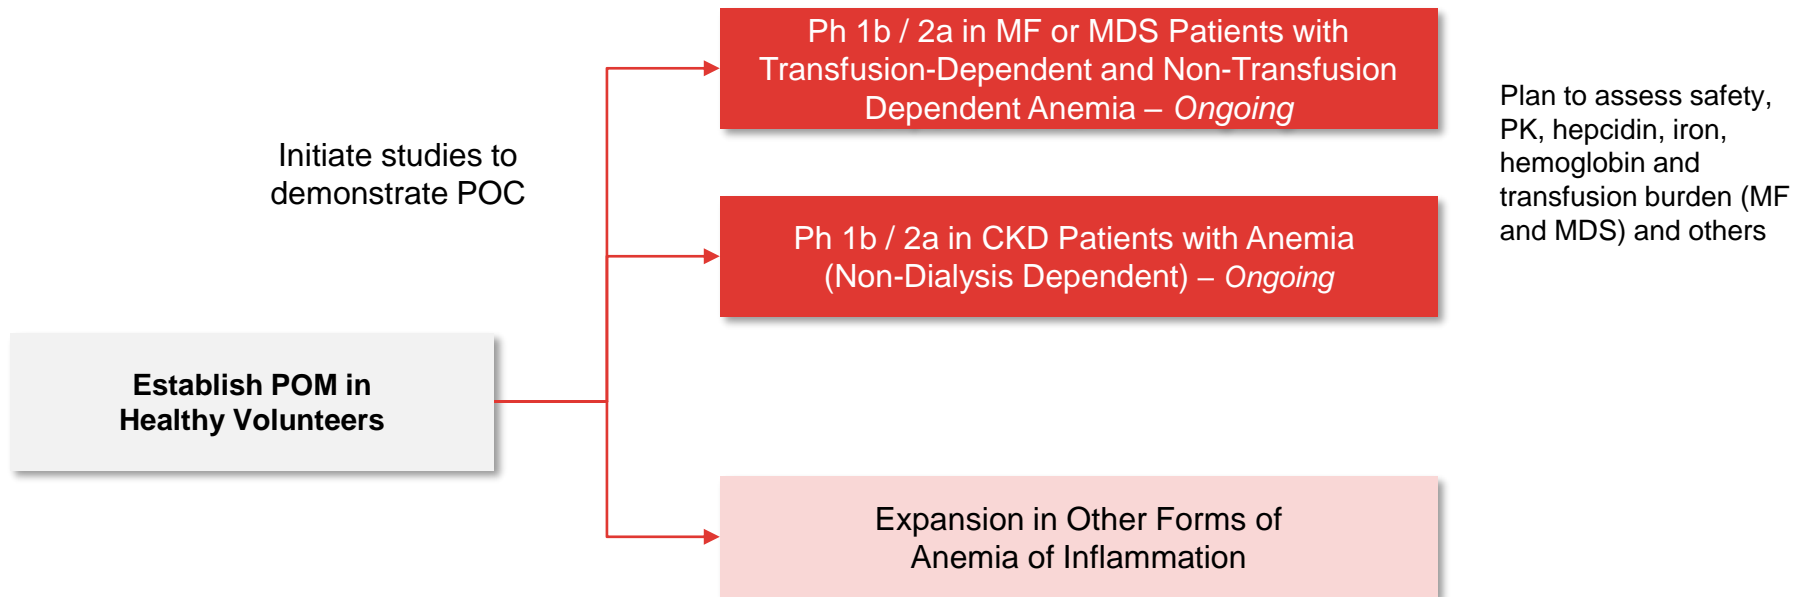 Ph 1b / 2a in MF or MDS Patients with
Transfusion-Dependent and Non-Transfusion
Dependent Anemia – Ongoing
Plan to assess safety,
PK, hepcidin, iron,
hemoglobin and
transfusion burden (MF
and MDS) and others
Initiate studies to
demonstrate POC
Ph 1b / 2a in CKD Patients with Anemia
(Non-Dialysis Dependent) – Ongoing
Establish POM in
Healthy Volunteers
Expansion in Other Forms of
Anemia of Inflammation